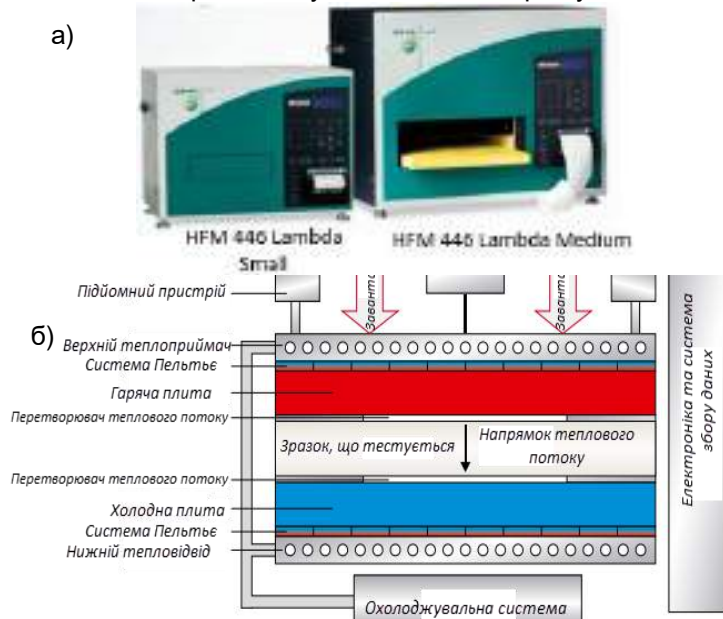 а)
HFM 446 Lambda
Small
HFM 446 Lambda Medium
б)
Підйомний пристрій
Верхній теплоприймач
Система Пельтьє
Гаряча плита
Перетворювач теплового потоку
Зразок, що тестується
Напрямок теплового
потоку
Перетворювач теплового потоку
Холодна плита
Система Пельтьє
Нижній тепловідвід
Охолоджувальна система
Електроніка та система
збору даних